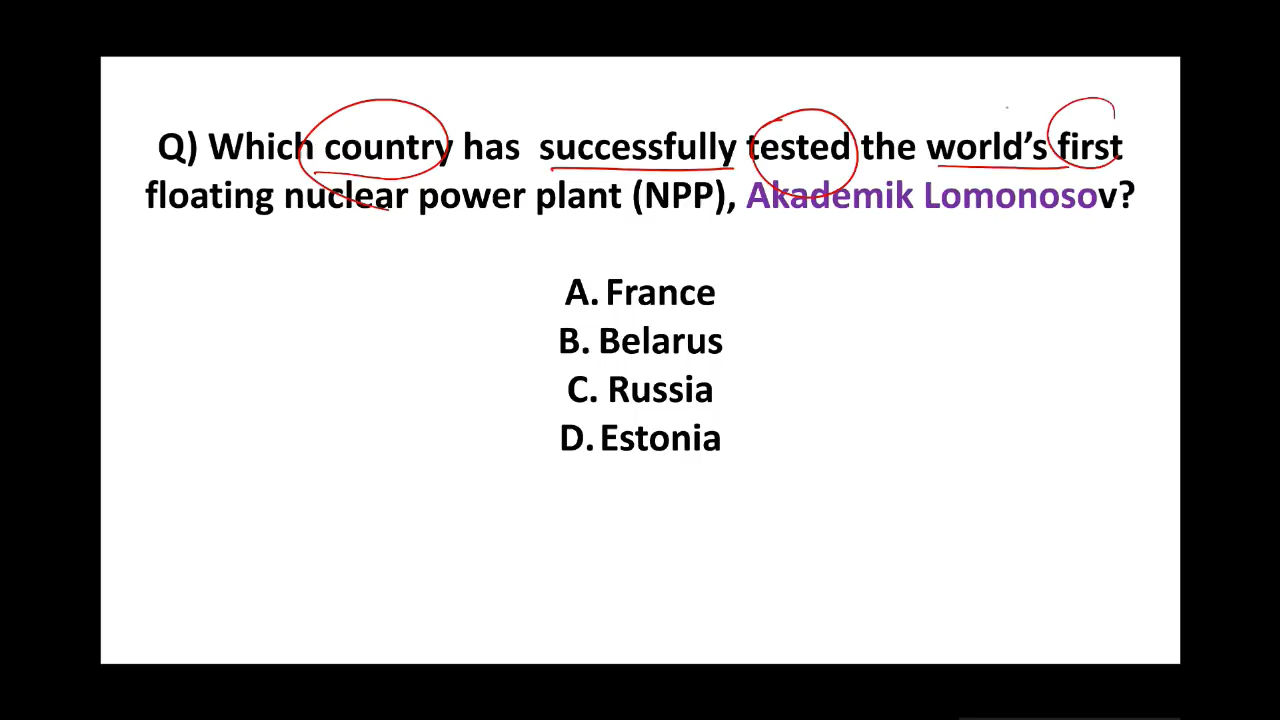 Q) Which country has successfully tested the world's first
floating nuclear power plant (NPP), Akademik Lomonosov?
A. France
B. Belarus
C. Russia
D. Estonia